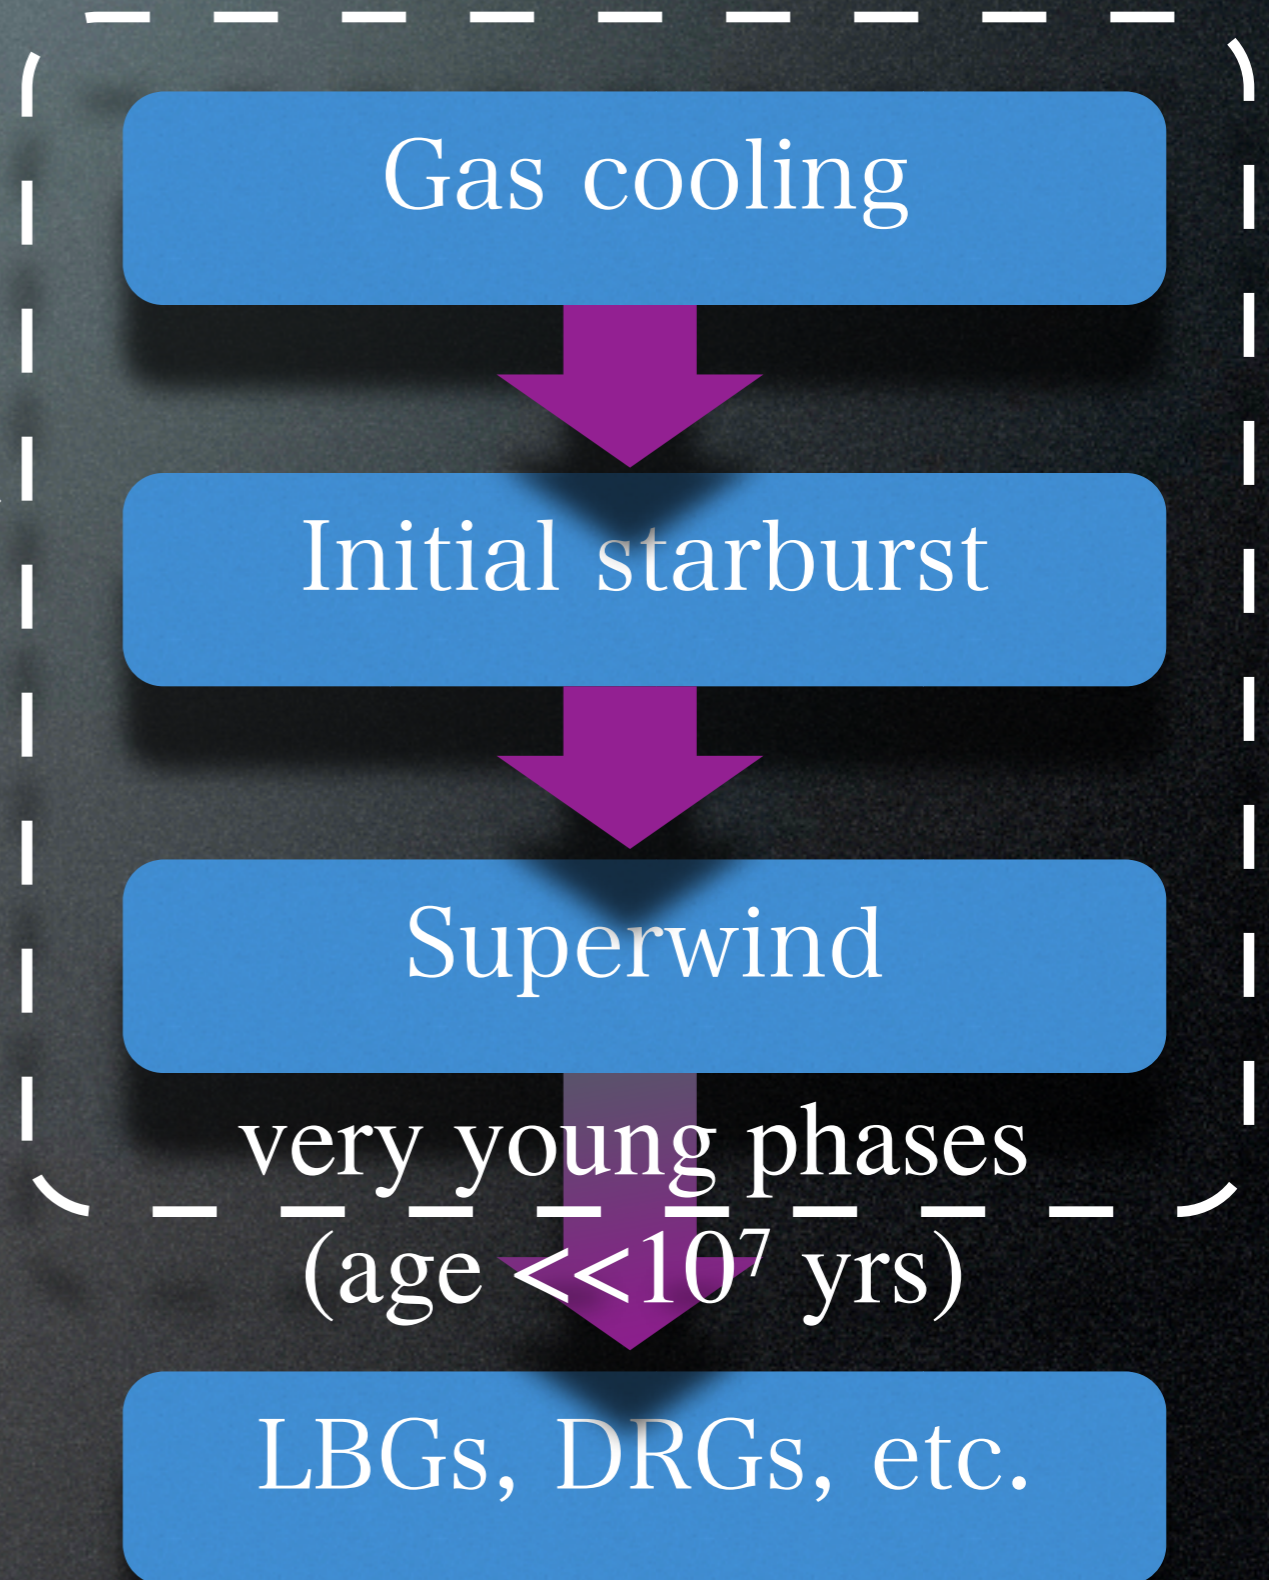 Gas cooling
Initial starburst
Superwind
very young phases
(age <<10⁷ yrs)
LBGs, DRGs, etc.